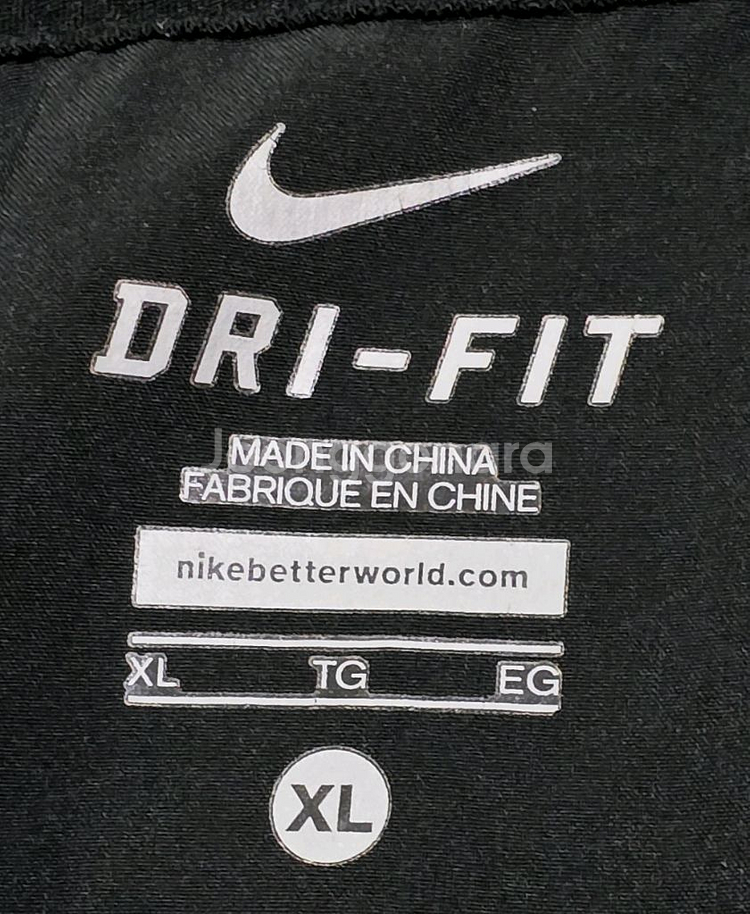 DRI-FIT
MADE IN CHINA
FABRIQUE EN CHINE
nikebetterworld.com
XL TG EG
XL